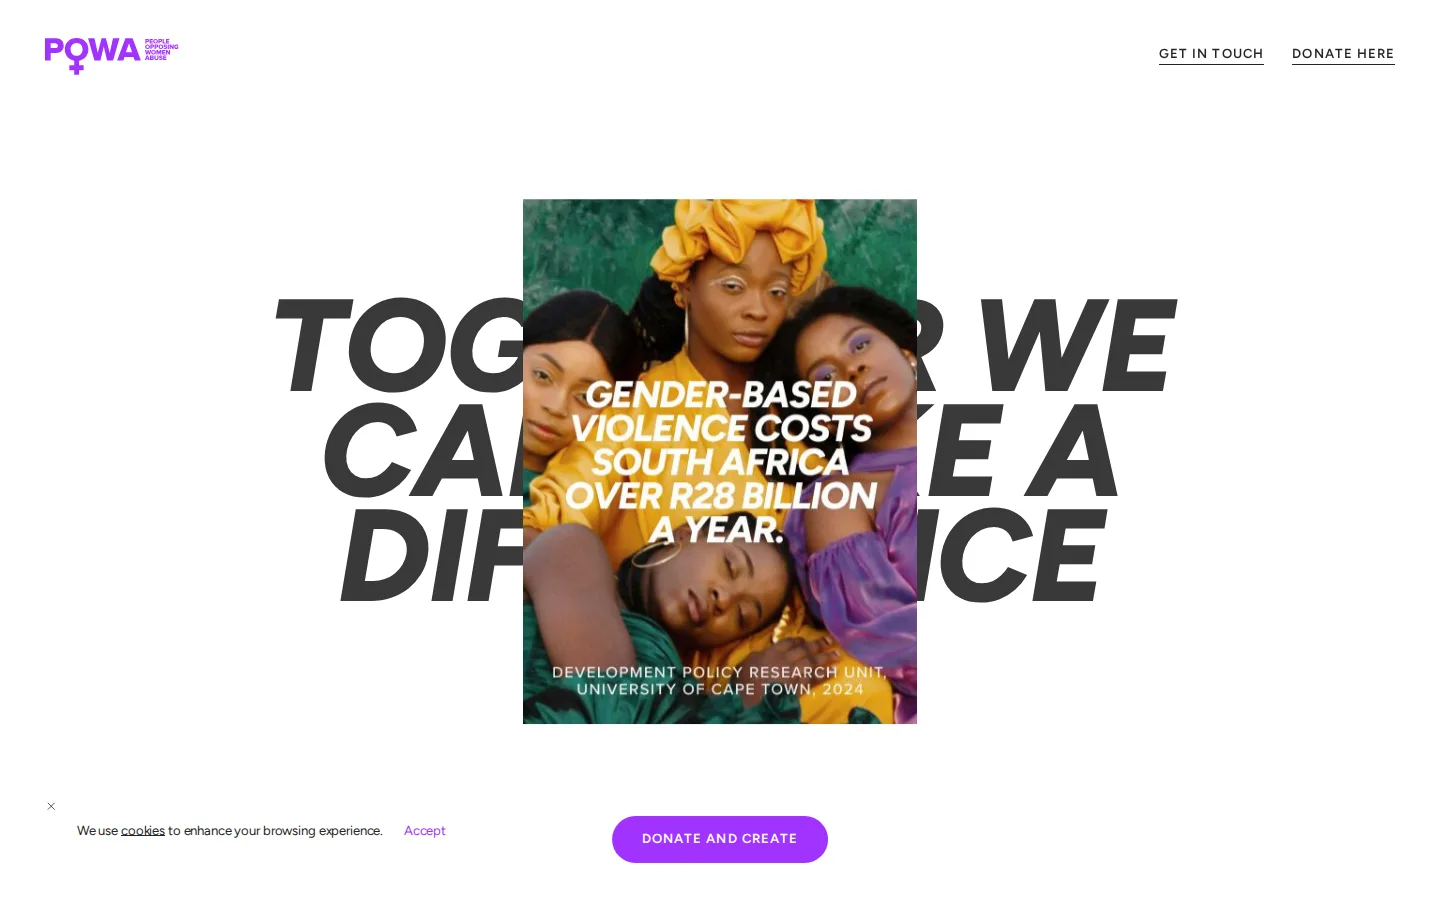 POWA
PEOPLE
OPPOSING
WOMEN
ABUSE
GET IN TOUCH
DONATE HERE
TOG R WE
CA KE A
DIF CE
GENDER-BASED
VIOLENCE COSTS
SOUTH AFRICA
OVER R28 BILLION
A YEAR.
DEVELOPMENT POLICY RESEARCH UNIT,
UNIVERSITY OF CAPE TOWN, 2024
We use cookies to enhance your browsing experience.
Accept
DONATE AND CREATE